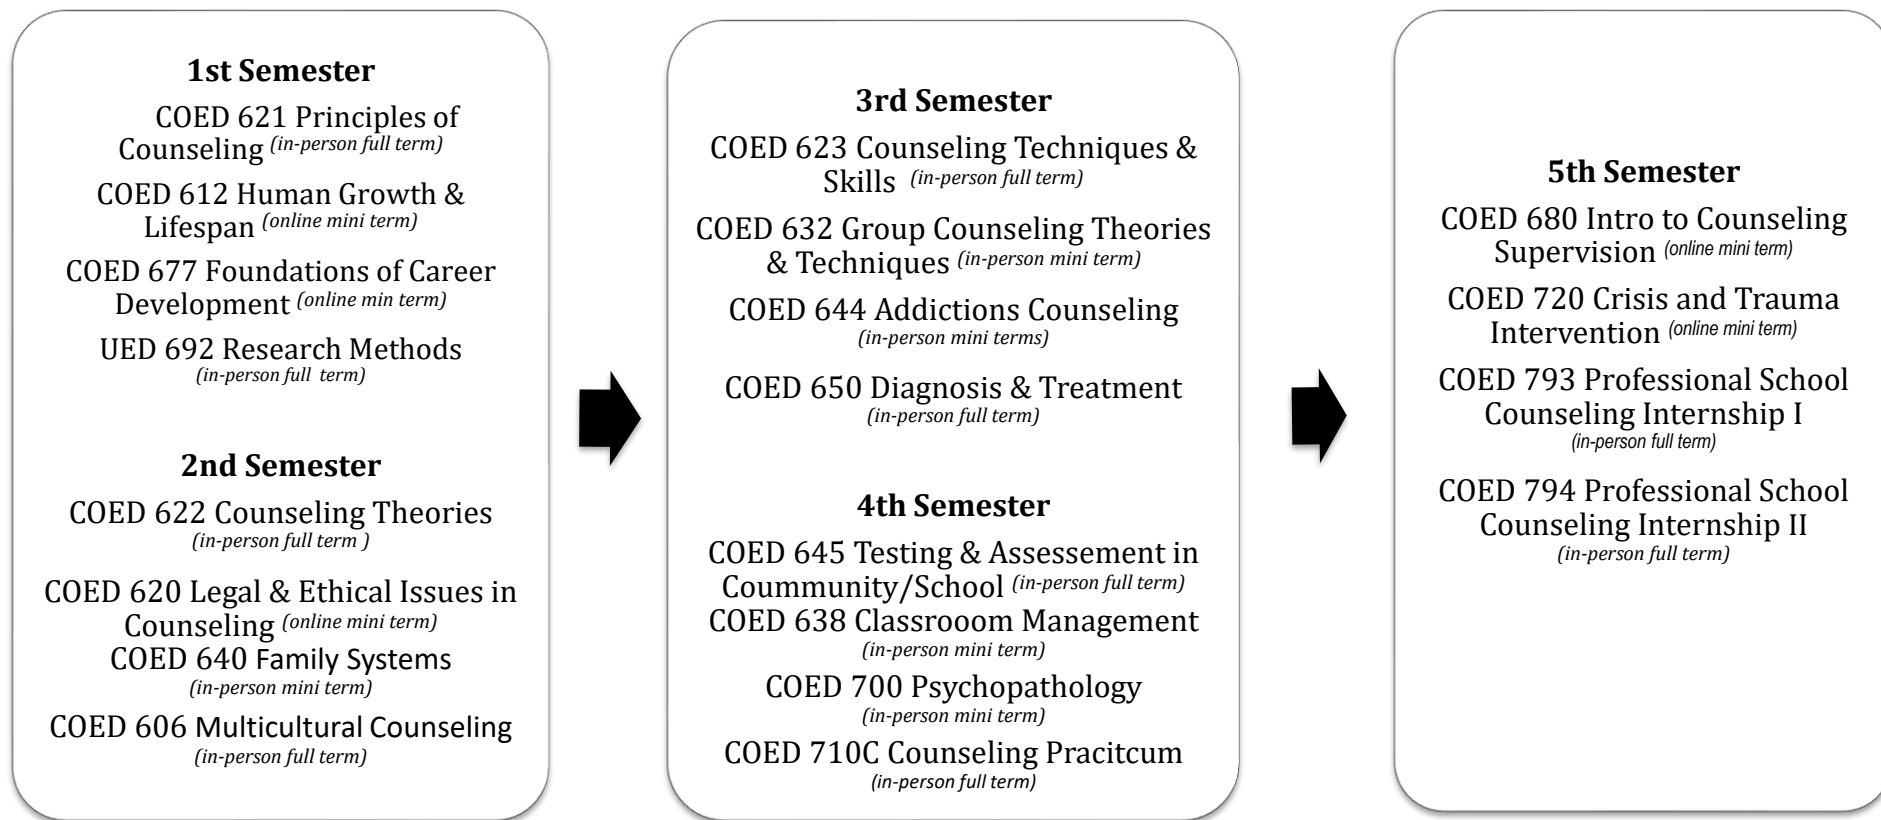 1st Semester
COED 621 Principles of
Counseling (in-person full term)
COED 612 Human Growth &
Lifespan (online mini term)
COED 677 Foundations of Career
Development (online min term)
UED 692 Research Methods
(in-person full term)
2nd Semester
COED 622 Counseling Theories
(in-person full term )
COED 620 Legal & Ethical Issues in
Counseling (online mini term)
COED 640 Family Systems
(in-person mini term)
COED 606 Multicultural Counseling
(in-person full term)
3rd Semester
COED 623 Counseling Techniques &
Skills (in-person full term)
COED 632 Group Counseling Theories
& Techniques (in-person mini term)
COED 644 Addictions Counseling
(in-person mini terms)
COED 650 Diagnosis & Treatment
(in-person full term)
4th Semester
COED 645 Testing & Assessement in
Coummunity/School (in-person full term)
COED 638 Classrooom Management
(in-person mini term)
COED 700 Psychopathology
(in-person mini term)
COED 710C Counseling Pracitcum
(in-person full term)
5th Semester
COED 680 Intro to Counseling
Supervision (online mini term)
COED 720 Crisis and Trauma
Intervention (online mini term)
COED 793 Professional School
Counseling Internship I
(in-person full term)
COED 794 Professional School
Counseling Internship II
(in-person full term)